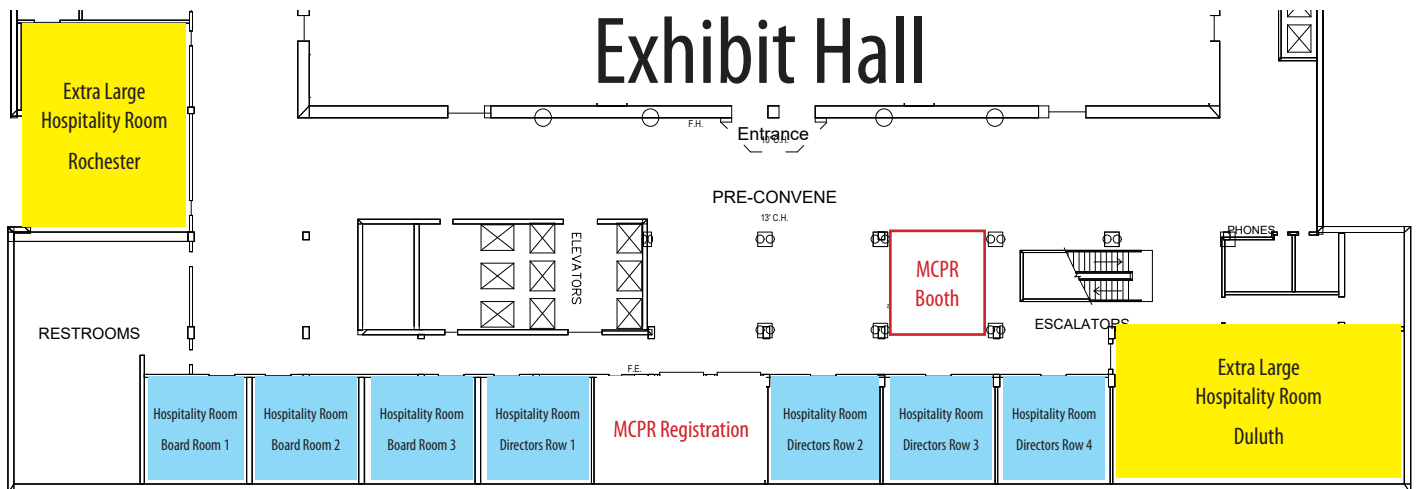 Exhibit Hall
Extra Large
Hospitality Room
Rochester
F.H.
Entrance
10' C.H.
PRE-CONVENE
13' C.H.
ELEVATORS
MCPR
Booth
PHONES
RESTROOMS
ESCALATORS
F.E.
Extra Large
Hospitality Room
Duluth
Hospitality Room
Board Room 1
Hospitality Room
Board Room 2
Hospitality Room
Board Room 3
Hospitality Room
Directors Row 1
MCPR Registration
Hospitality Room
Directors Row 2
Hospitality Room
Directors Row 3
Hospitality Room
Directors Row 4